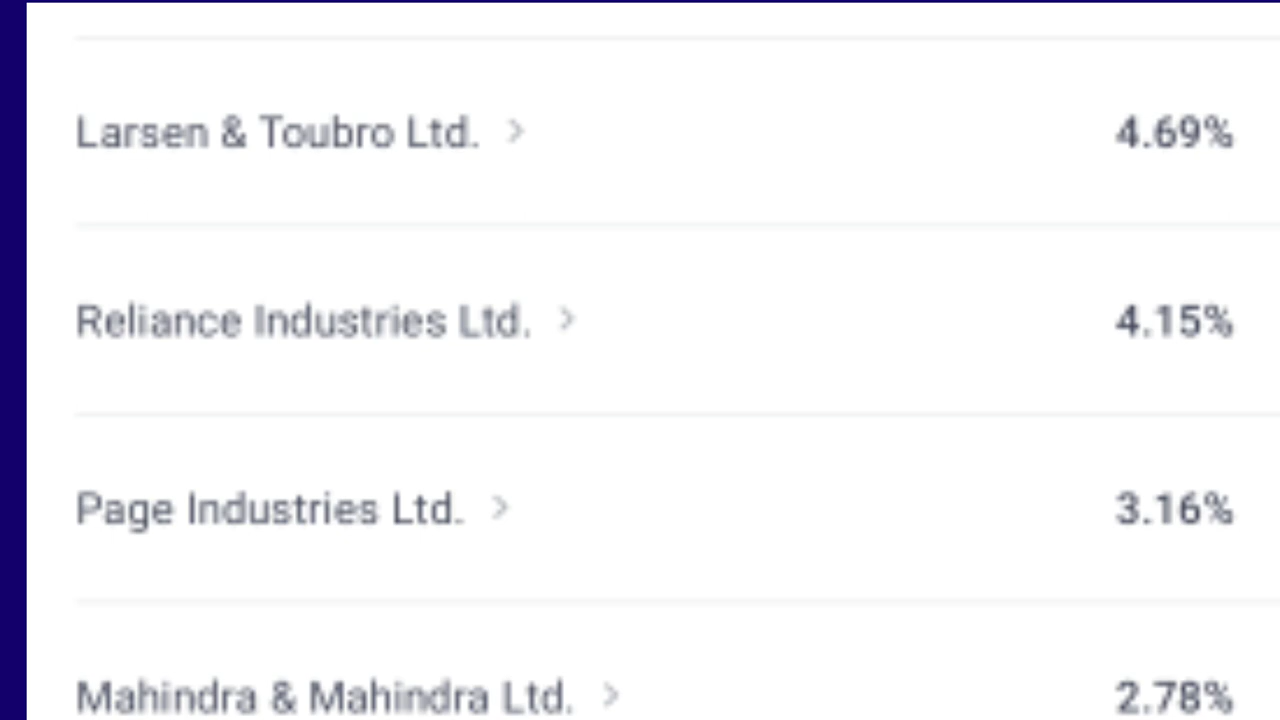 Larsen & Toubro Ltd. > 4.69%
Reliance Industries Ltd. > 4.15%
Page Industries Ltd. > 3.16%
Mahindra & Mahindra Ltd. > 2.78%